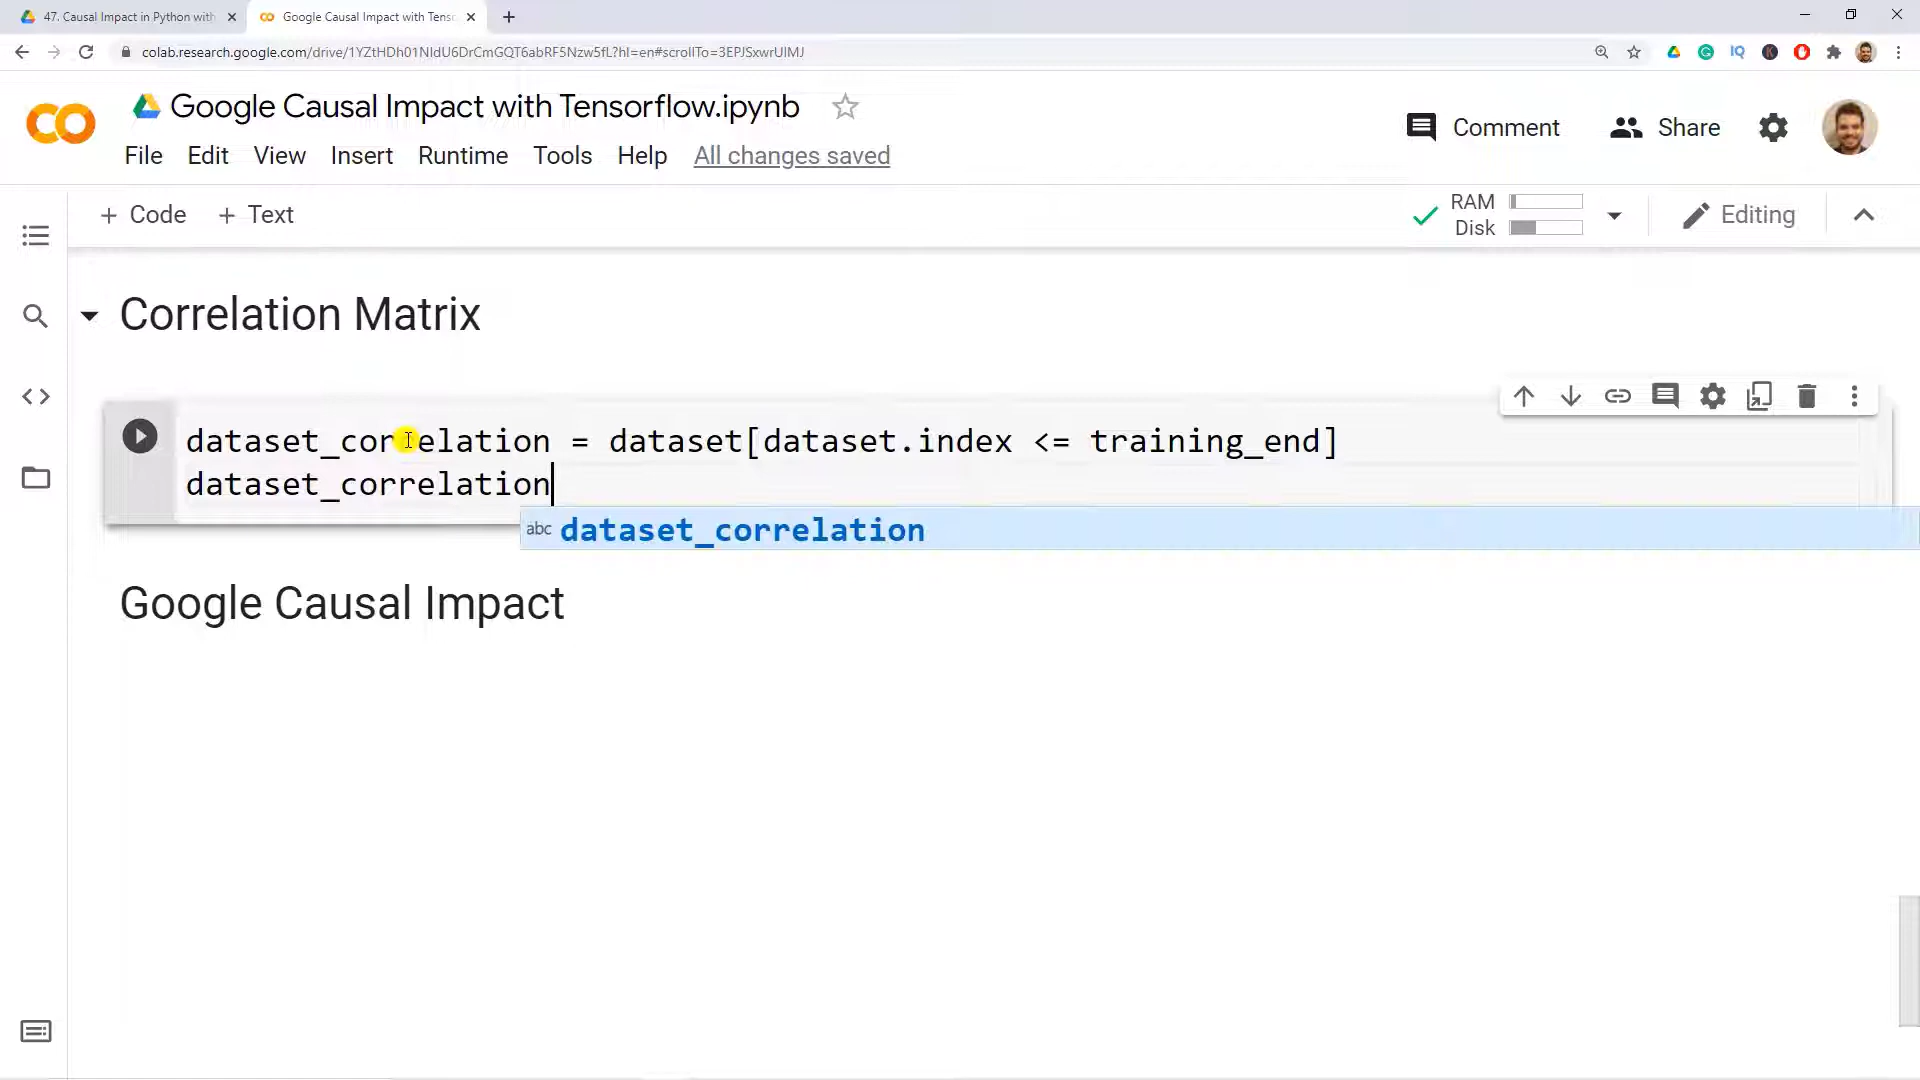 47. Causal Impact in Python with
Google Causal Impact with Tens
colab.research.google.com/drive/1YZtHDh01NIdU6DrCmGQT6abRF5Nzw5fL?hl=en#scrollTo=3EPJSxwrUlMJ
Google Causal Impact with Tensorflow.ipynb
Comment
Share
File Edit View Insert Runtime Tools Help All changes saved
+ Code + Text
RAM
Disk
Editing
Correlation Matrix
dataset_correlation = dataset[dataset.index <= training_end]
dataset_correlation
abc dataset_correlation
Google Causal Impact